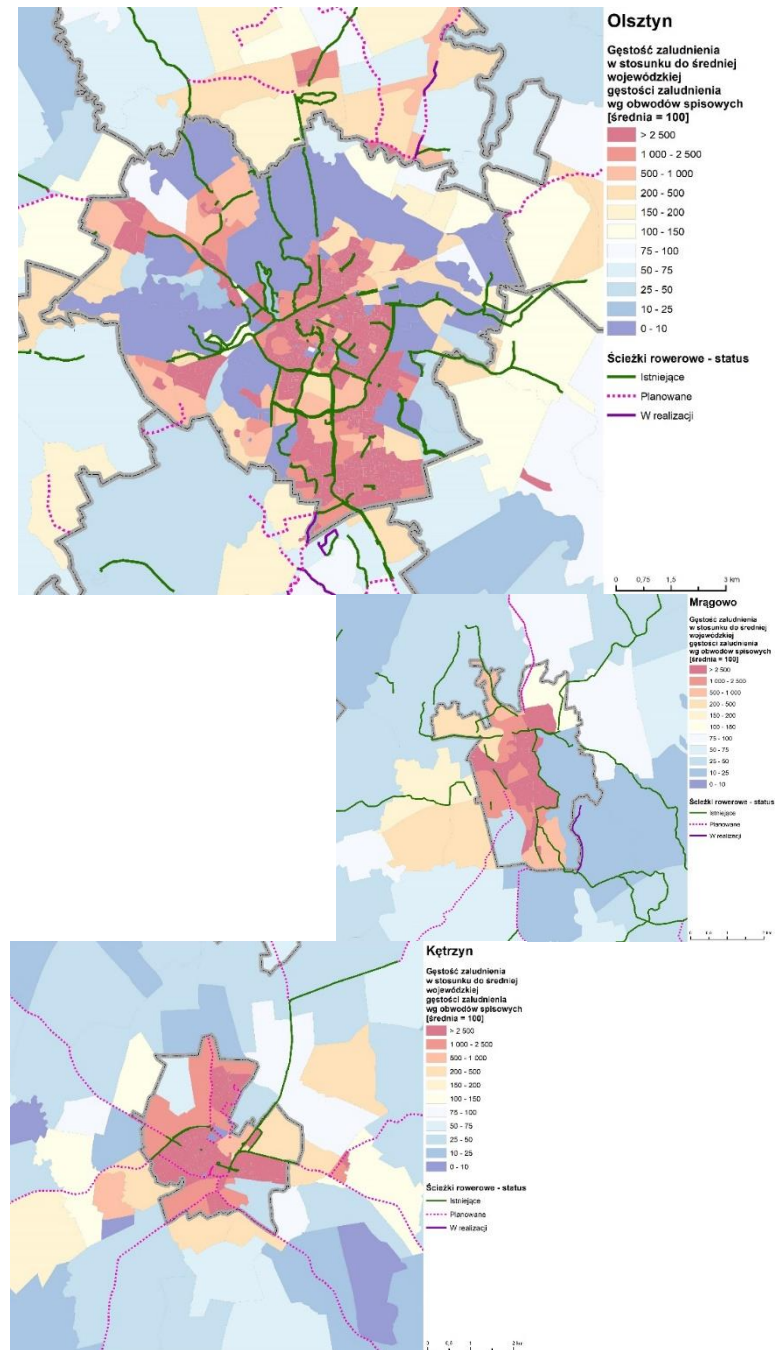 Olsztyn
Gęstość zaludnienia
w stosunku do średniej
wojewódzkiej
gęstości zaludnienia
wg obwodów spisowych
[średnia = 100]
> 2 500
1 000 - 2 500
500 - 1 000
200 - 500
150 - 200
100 - 150
75 - 100
50 - 75
25 - 50
10 - 25
0 - 10
Ścieżki rowerowe - status
Istniejące
Planowane
W realizacji
0 0,75 1,5 3 km
Mrągowo
Gęstość zaludnienia
w stosunku do średniej
wojewódzkiej
gęstości zaludnienia
wg obwodów spisowych
[średnia = 100]
> 2 500
1 000 - 2 500
500 - 1 000
200 - 500
150 - 200
100 - 150
75 - 100
50 - 75
25 - 50
10 - 25
0 - 10
Ścieżki rowerowe - status
Istniejące
Planowane
W realizacji
Kętrzyn
Gęstość zaludnienia
w stosunku do średniej
wojewódzkiej
gęstości zaludnienia
wg obwodów spisowych
[średnia = 100]
> 2 500
1 000 - 2 500
500 - 1 000
200 - 500
150 - 200
100 - 150
75 - 100
50 - 75
25 - 50
10 - 25
0 - 10
Ścieżki rowerowe - status
Istniejące
Planowane
W realizacji
0 0,5 1 2 km